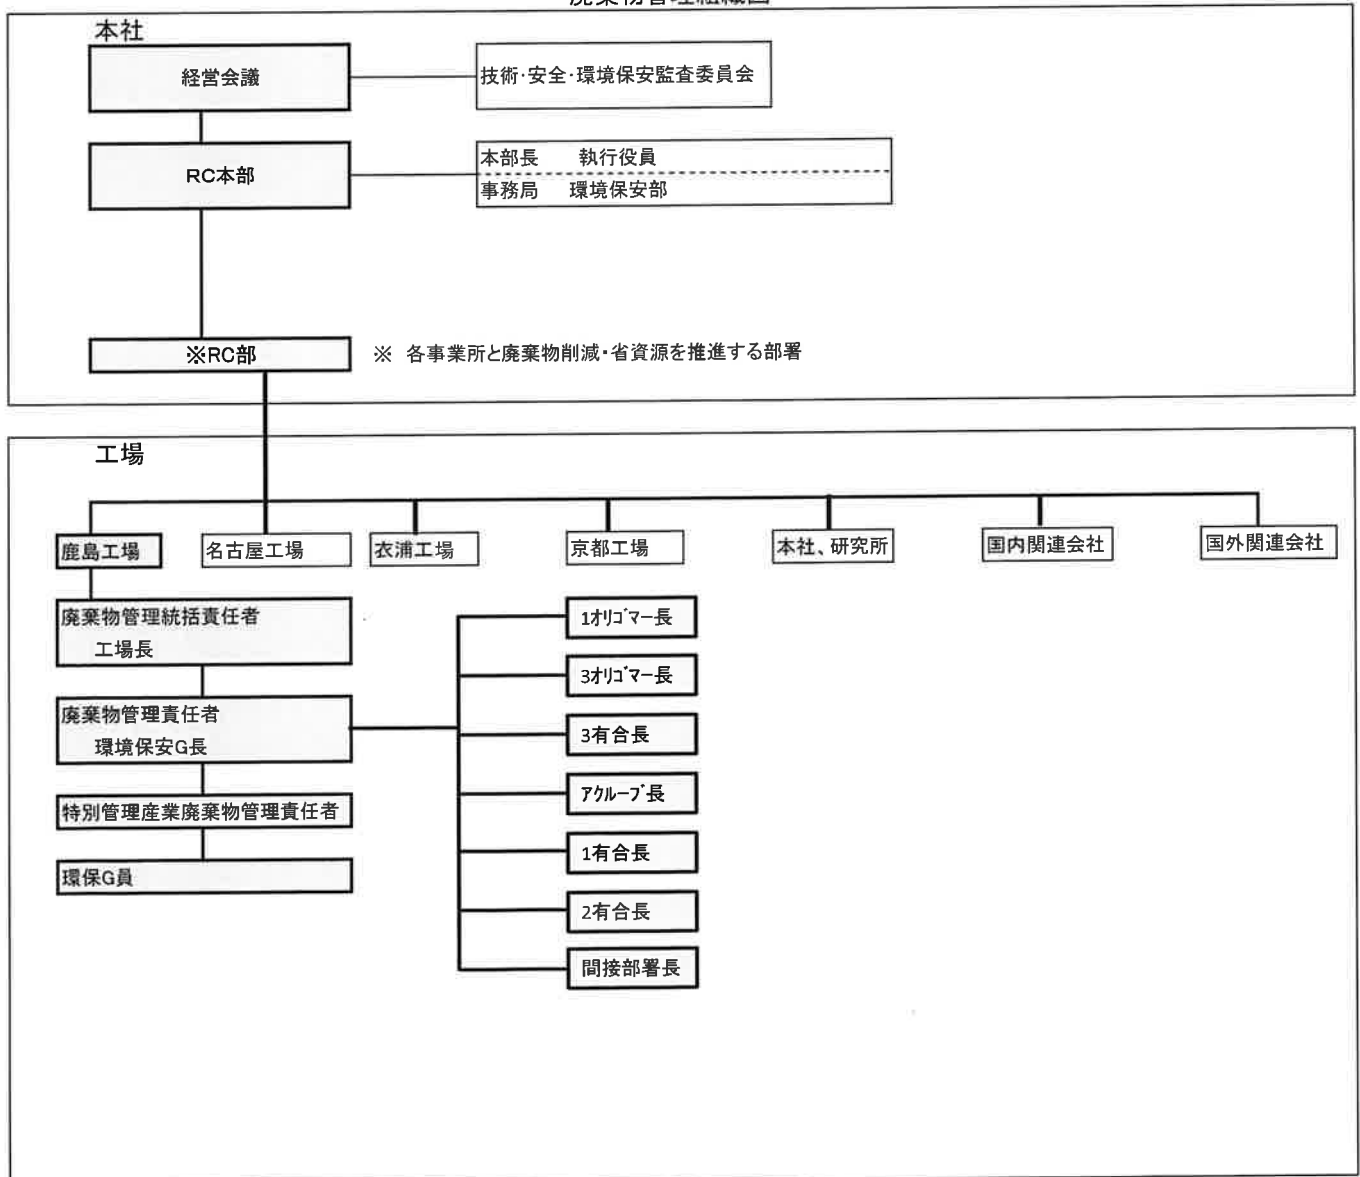 廃棄物管理組織図
本社
経営会議
技術・安全・環境保安監査委員会
RC本部
本部長　執行役員
事務局　環境保安部
※RC部
※ 各事業所と廃棄物削減・省資源を推進する部署
工場
鹿島工場
名古屋工場
衣浦工場
京都工場
本社、研究所
国内関連会社
国外関連会社
廃棄物管理統括責任者
工場長
廃棄物管理責任者
環境保安G長
特別管理産業廃棄物管理責任者
環保G員
1ｵﾘｺﾞﾏｰ長
3ｵﾘｺﾞﾏｰ長
3有合長
ｱｸﾙｰﾌﾟ長
1有合長
2有合長
間接部署長